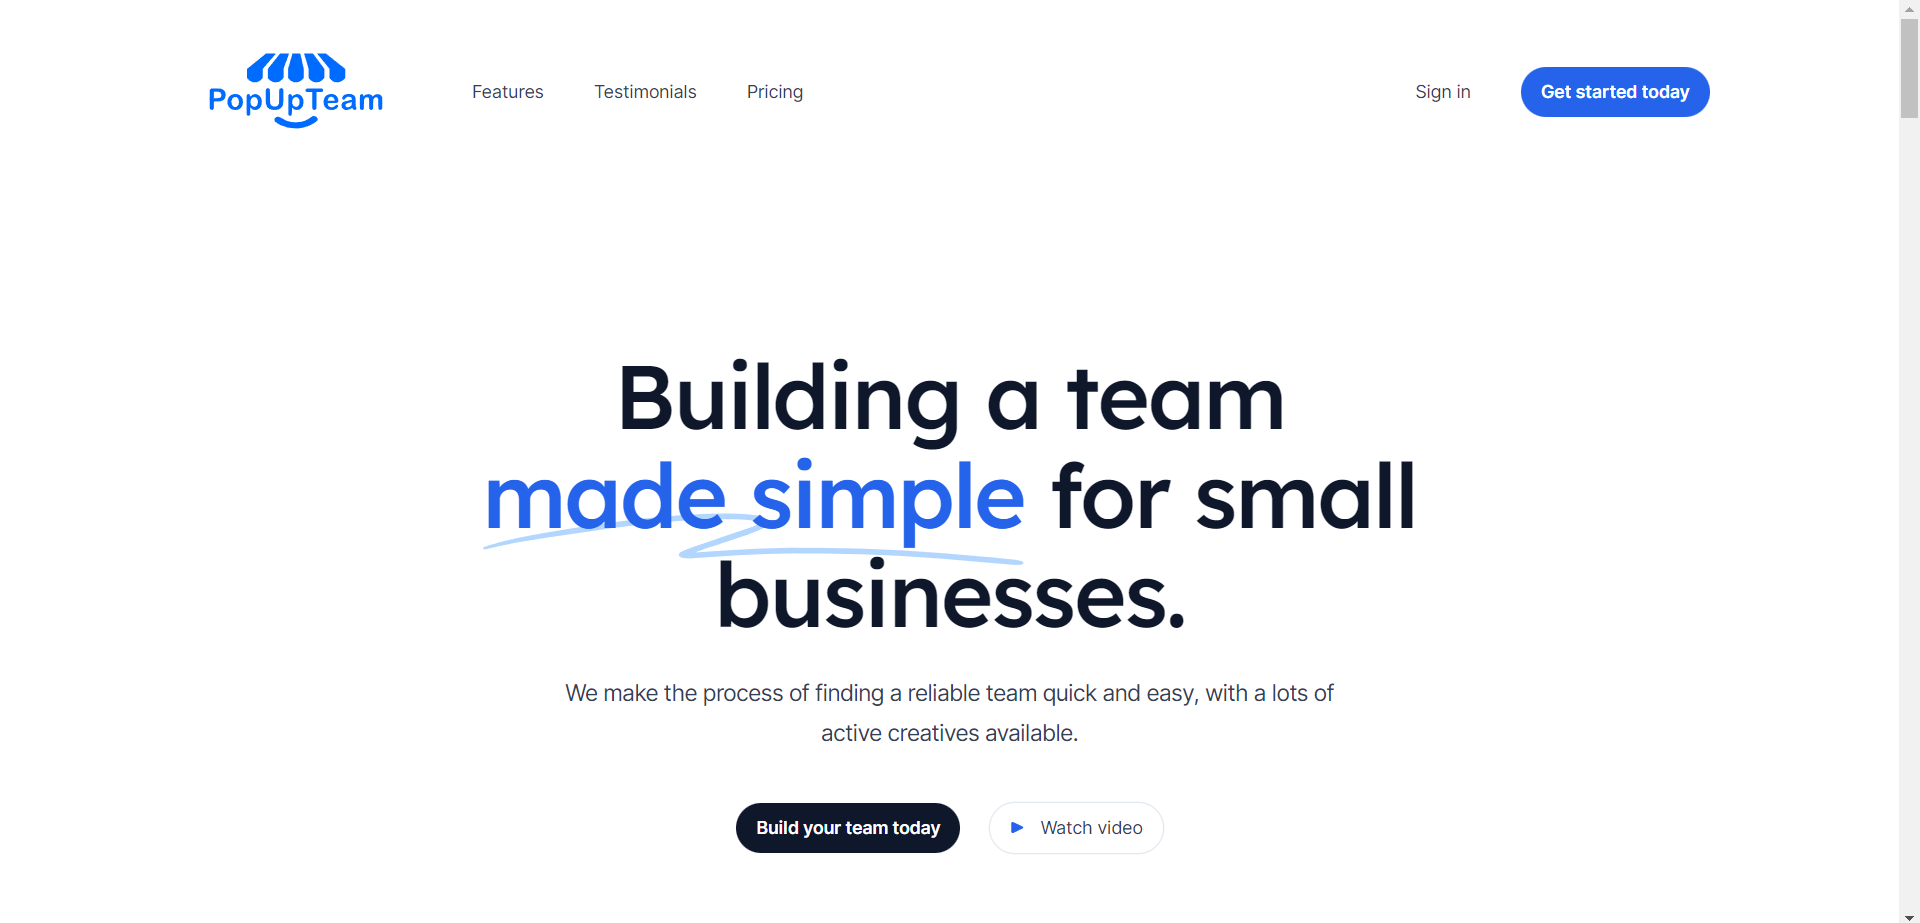 PopUpTeam
Features
Testimonials
Pricing
Sign in
Get started today
Building a team
made simple for small
businesses.
We make the process of finding a reliable team quick and easy, with a lots of
active creatives available.
Build your team today
Watch video